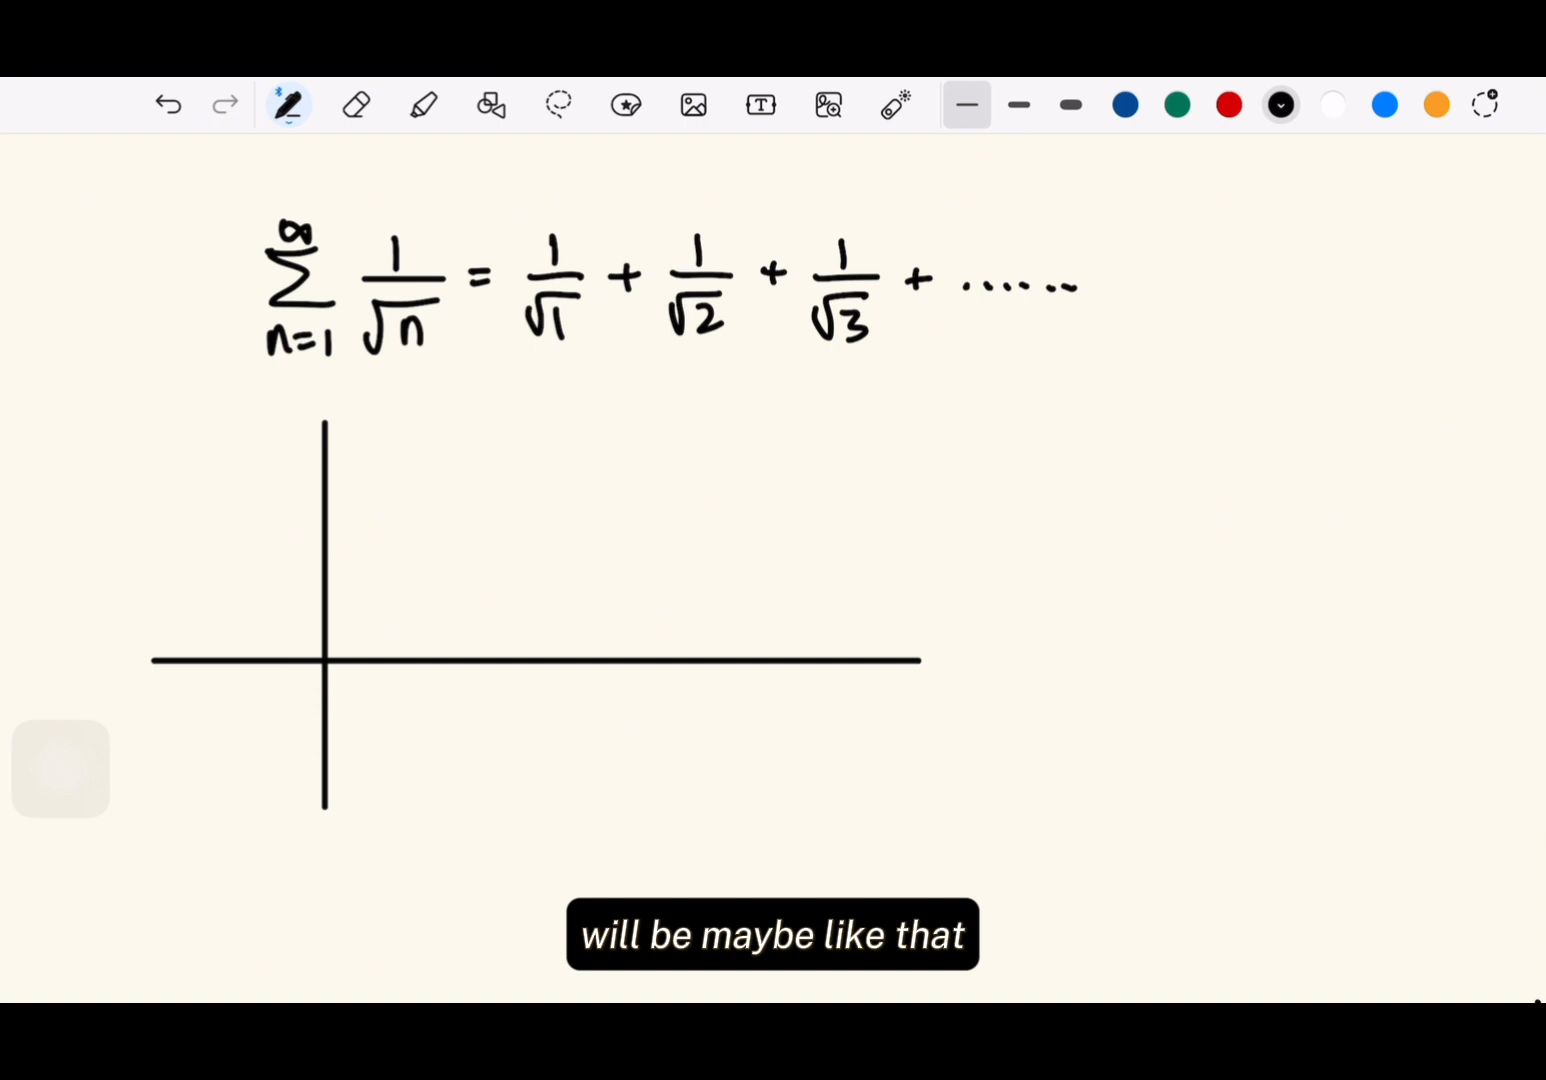 ∞
∑ 1/√n = 1/√1 + 1/√2 + 1/√3 + ......
n=1
will be maybe like that